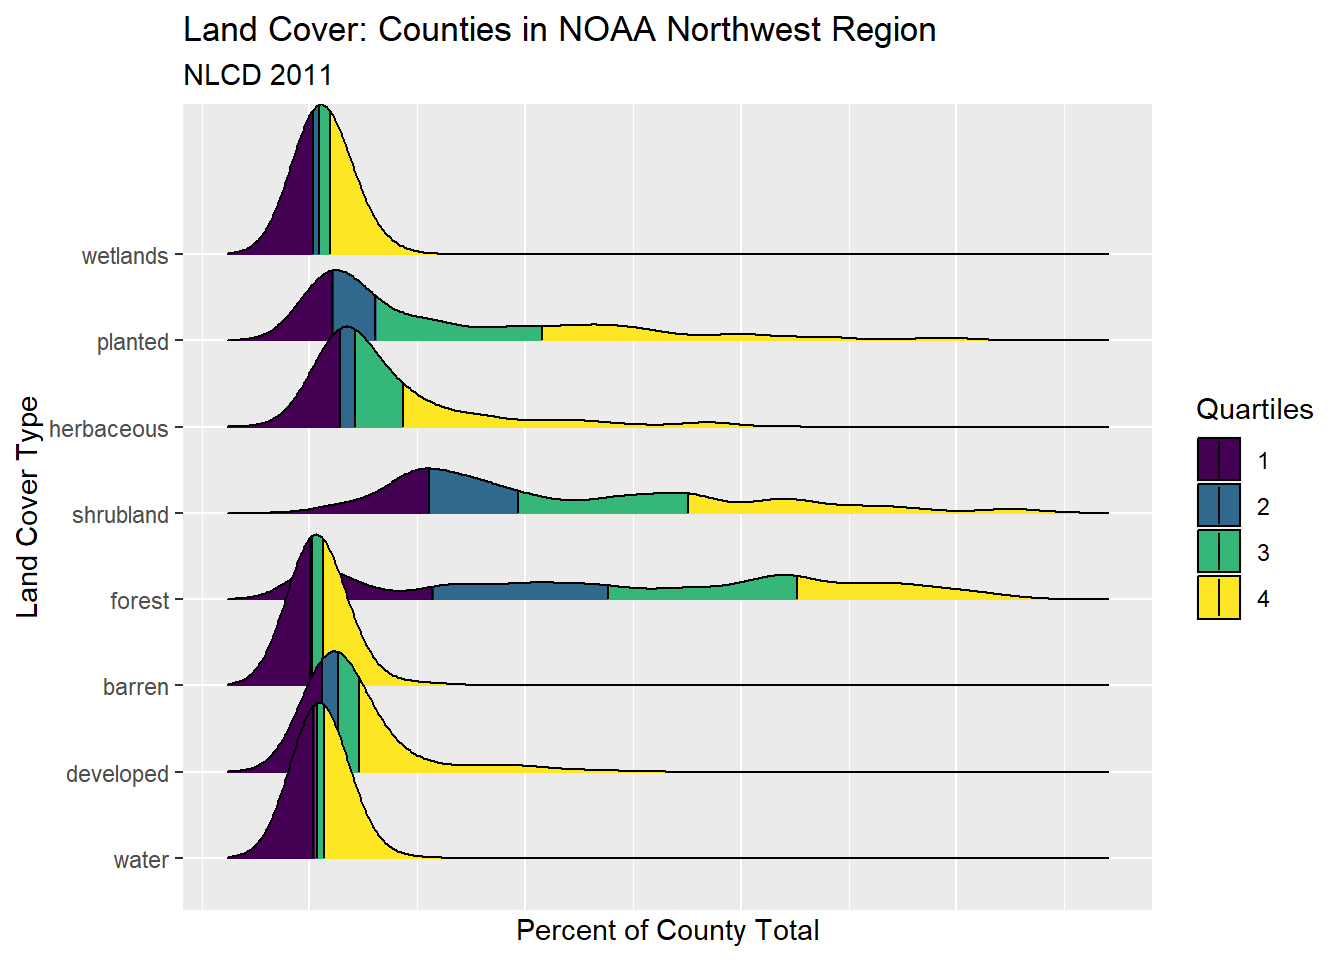 Land Cover: Counties in NOAA Northwest Region
NLCD 2011
Land Cover Type
wetlands
planted
herbaceous
shrubland
forest
barren
developed
water
Percent of County Total
Quartiles
1
2
3
4